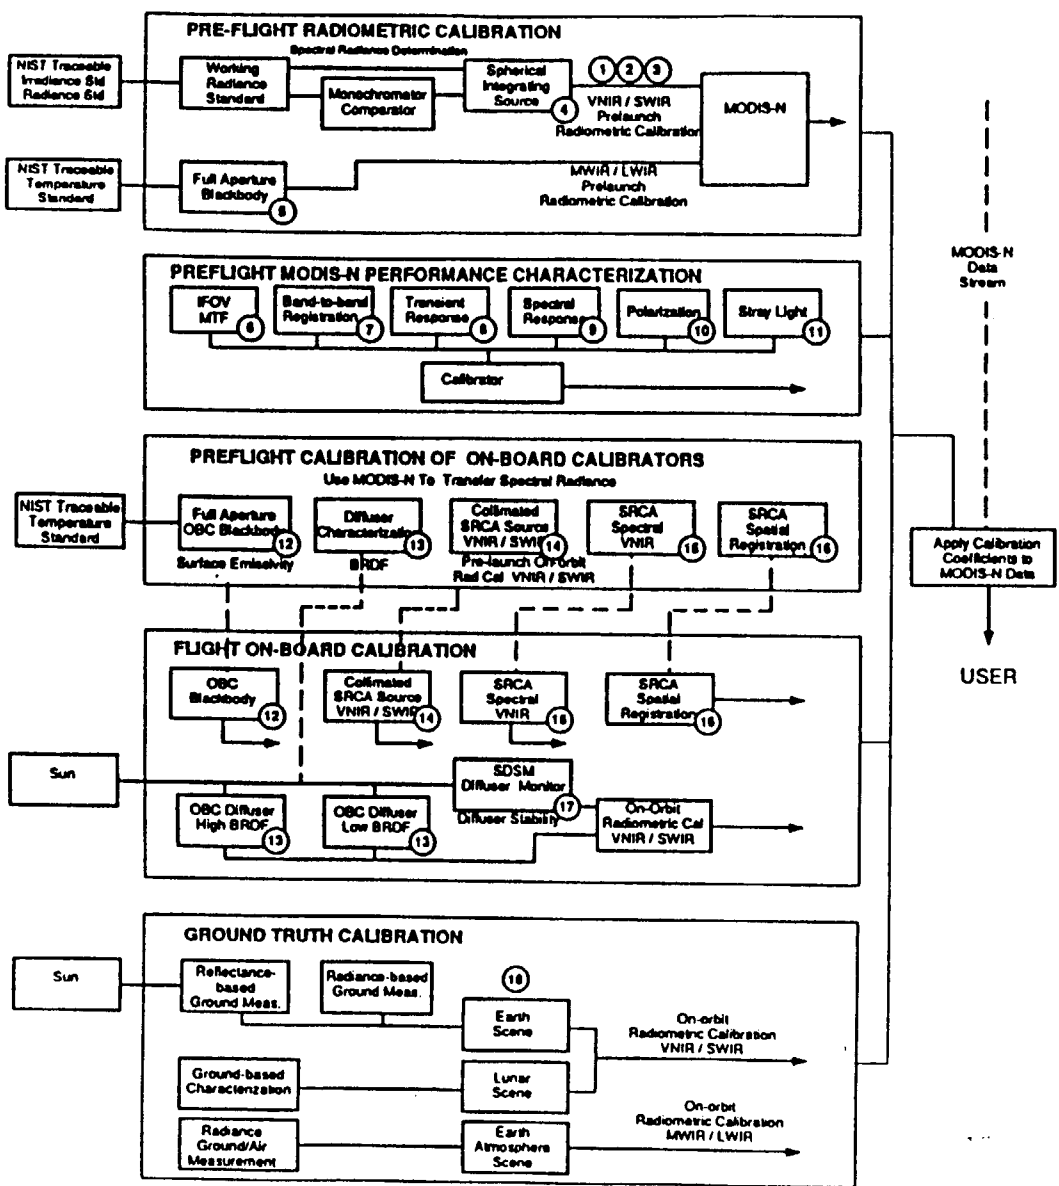 PRE-FLIGHT RADIOMETRIC CALIBRATION
Spectral Radiance Determination
NIST Traceable
Irradiance Std
Radiance Std
Working
Radiance
Standard
Monochromator
Comparator
Spherical
Integrating
Source
4
1 2 3
VNIR / SWIR
Prelaunch
Radiometric Calibration
MODIS-N
NIST Traceable
Temperature
Standard
Full Aperture
Blackbody
5
MWIR / LWIR
Prelaunch
Radiometric Calibration
MODIS-N
Data
Stream
PREFLIGHT MODIS-N PERFORMANCE CHARACTERIZATION
IFOV
MTF
6
Band-to-band
Registration
7
Transient
Response
8
Spectral
Response
9
Polarization
10
Stray Light
11
Calibrator
PREFLIGHT CALIBRATION OF ON-BOARD CALIBRATORS
Use MODIS-N To Transfer Spectral Radiance
NIST Traceable
Temperature
Standard
Full Aperture
OBC Blackbody
12
Surface Emissivity
Diffuser
Characterization
13
BRDF
Collimated
SRCA Source
VNIR / SWIR
14
Pre-launch On-orbit
Rad Cal VNIR / SWIR
SRCA
Spectral
VNIR
15
SRCA
Spatial
Registration
16
Apply Calibration
Coefficients to
MODIS-N Data
USER
FLIGHT ON-BOARD CALIBRATION
OBC
Blackbody
12
Collimated
SRCA Source
VNIR / SWIR
14
SRCA
Spectral
VNIR
15
SRCA
Spatial
Registration
16
Sun
SDSM
Diffuser Monitor
17
Diffuser Stability
OBC Diffuser
High BRDF
13
OBC Diffuser
Low BRDF
13
On-Orbit
Radiometric Cal
VNIR / SWIR
GROUND TRUTH CALIBRATION
Sun
Reflectance-
based
Ground Meas.
Radiance-based
Ground Meas.
18
Earth
Scene
On-orbit
Radiometric Calibration
VNIR / SWIR
Ground-based
Characterization
Lunar
Scene
Radiance
Ground/Air
Measurement
Earth
Atmosphere
Scene
On-orbit
Radiometric Calibration
MWIR / LWIR